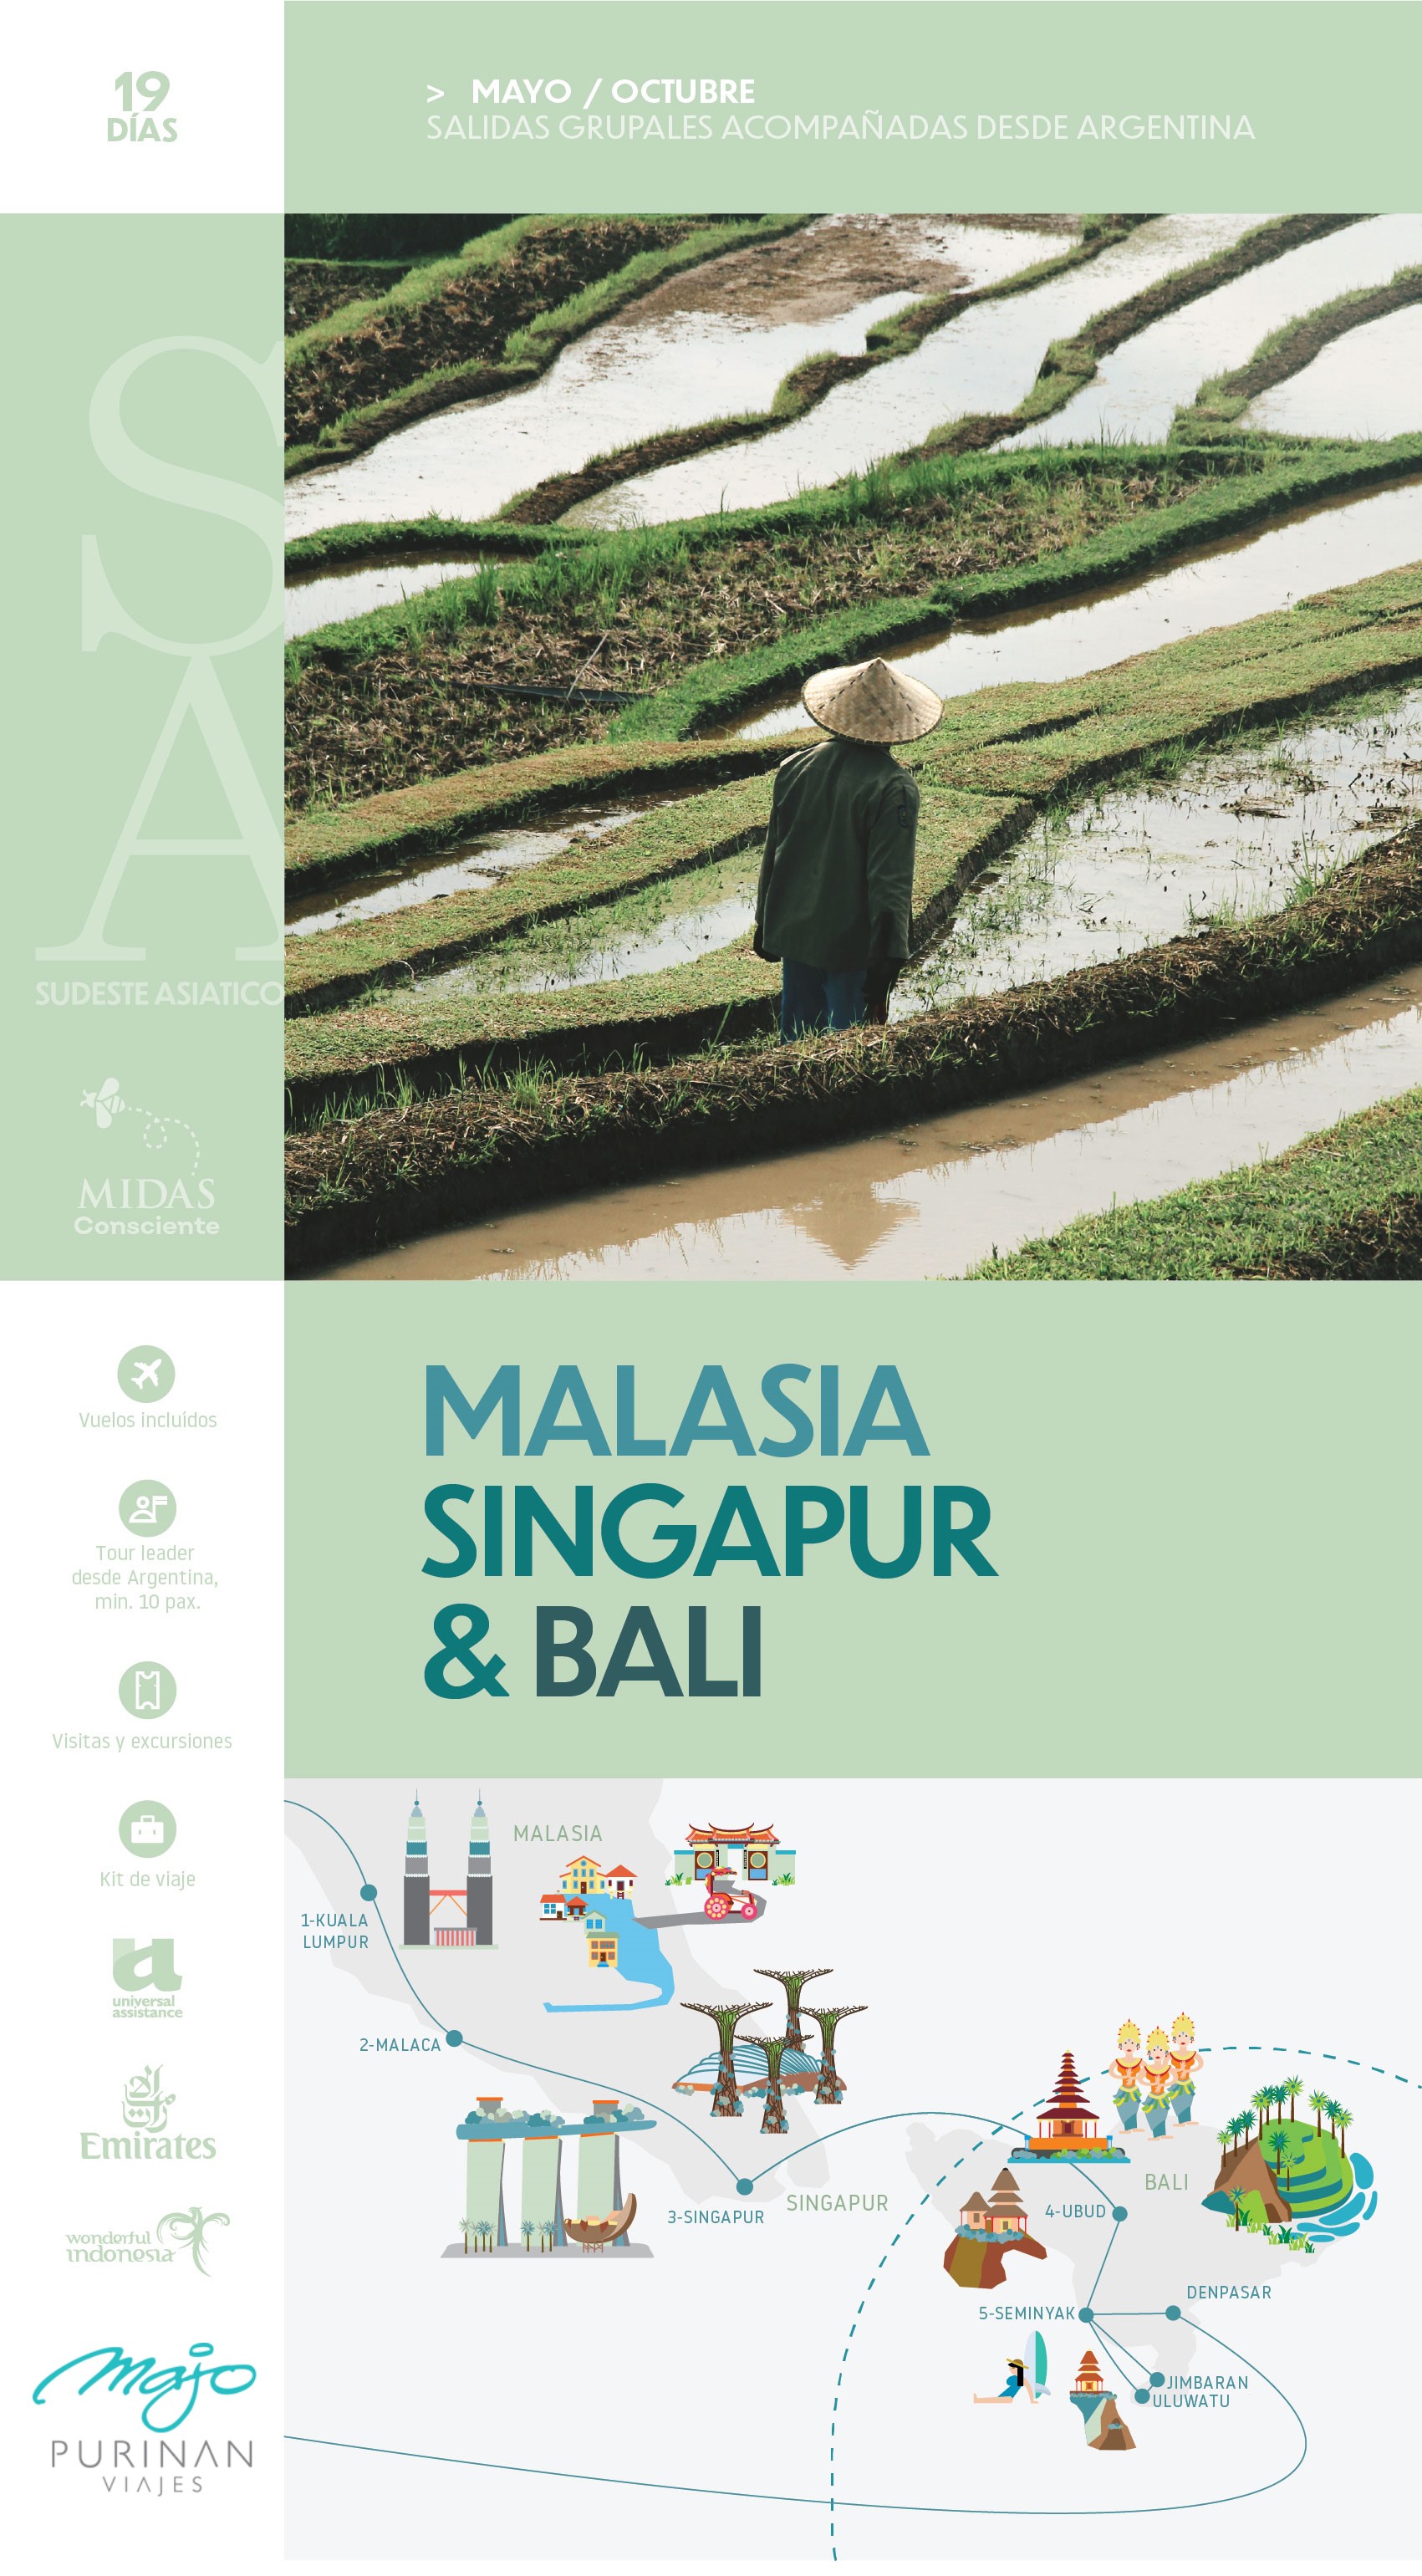 19
DÍAS
> MAYO / OCTUBRE
SALIDAS GRUPALES ACOMPAÑADAS DESDE ARGENTINA
S
A
SUDESTE ASIATICO
MIDAS
Consciente
Vuelos incluidos
Tour leader
desde Argentina,
min. 10 pax.
Visitas y excursiones
Kit de viaje
ua
universal
assistance
Emirates
wonderful
indonesia
majo
PURINAN
VIAJES
MALASIA
SINGAPUR
& BALI
MALASIA
1-KUALA
LUMPUR
2-MALACA
3-SINGAPUR
SINGAPUR
4-UBUD
BALI
5-SEMINYAK
DENPASAR
JIMBARAN
ULUWATU